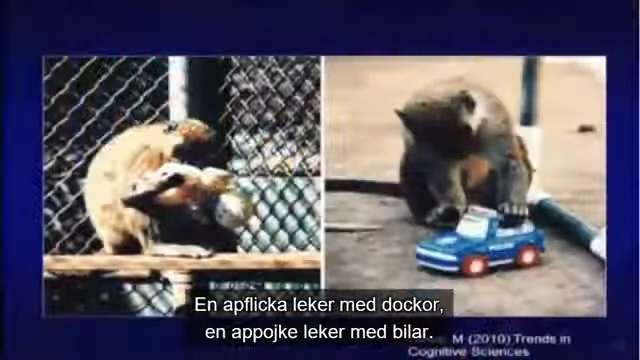 En apflicka leker med dockor,
en appojke leker med bilar.
M (2010) Trends in
Cognitive Sciences